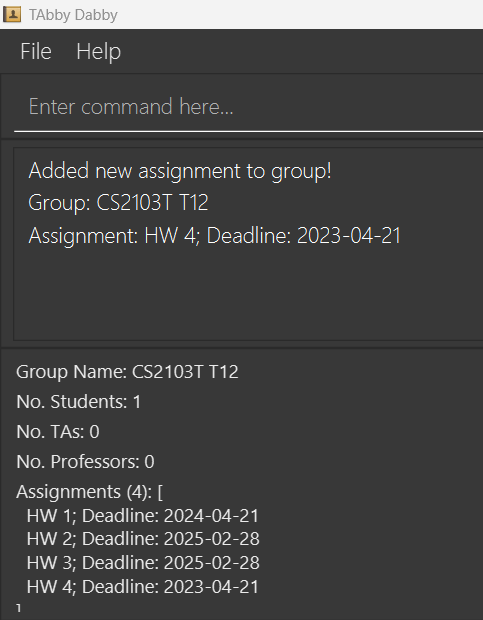 TAbby Dabby
File Help
Enter command here...
Added new assignment to group!
Group: CS2103T T12
Assignment: HW 4; Deadline: 2023-04-21
Group Name: CS2103T T12
No. Students: 1
No. TAs: 0
No. Professors: 0
Assignments (4): [
HW 1; Deadline: 2024-04-21
HW 2; Deadline: 2025-02-28
HW 3; Deadline: 2025-02-28
HW 4; Deadline: 2023-04-21
]